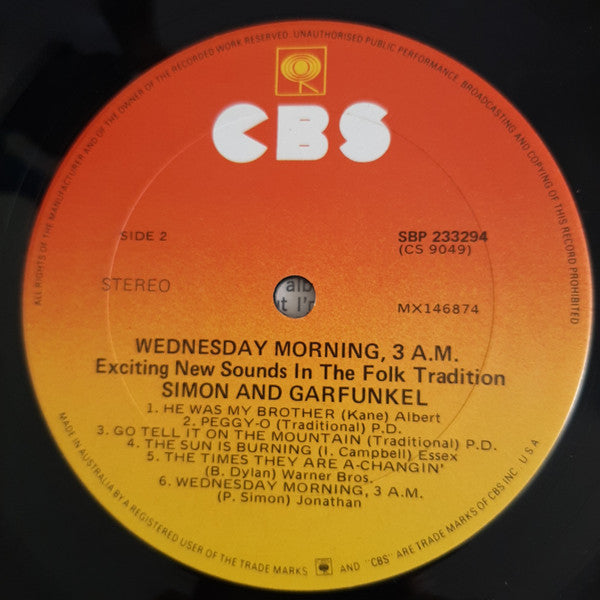 ALL RIGHTS OF THE MANUFACTURER AND OF THE OWNER OF THE RECORDED WORK RESERVED. UNAUTHORISED PUBLIC PERFORMANCE, BROADCASTING AND COPYING OF THIS RECORD PROHIBITED
CBS
SIDE 2
SBP 233294
(CS 9049)
STEREO
alb
t I'r
MX146874
WEDNESDAY MORNING, 3 A.M.
Exciting New Sounds In The Folk Tradition
SIMON AND GARFUNKEL
1. HE WAS MY BROTHER (Kane) Albert
2. PEGGY-O (Traditional) P.D.
3. GO TELL IT ON THE MOUNTAIN (Traditional) P.D.
4. THE SUN IS BURNING (I. Campbell) Essex
5. THE TIMES THEY ARE A-CHANGIN'
(B. Dylan) Warner Bros.
6. WEDNESDAY MORNING, 3 A.M.
(P. Simon) Jonathan
MADE IN AUSTRALIA BY A REGISTERED USER OF THE TRADE MARKS AND "CBS" ARE TRADE MARKS OF CBS INC. U.S.A